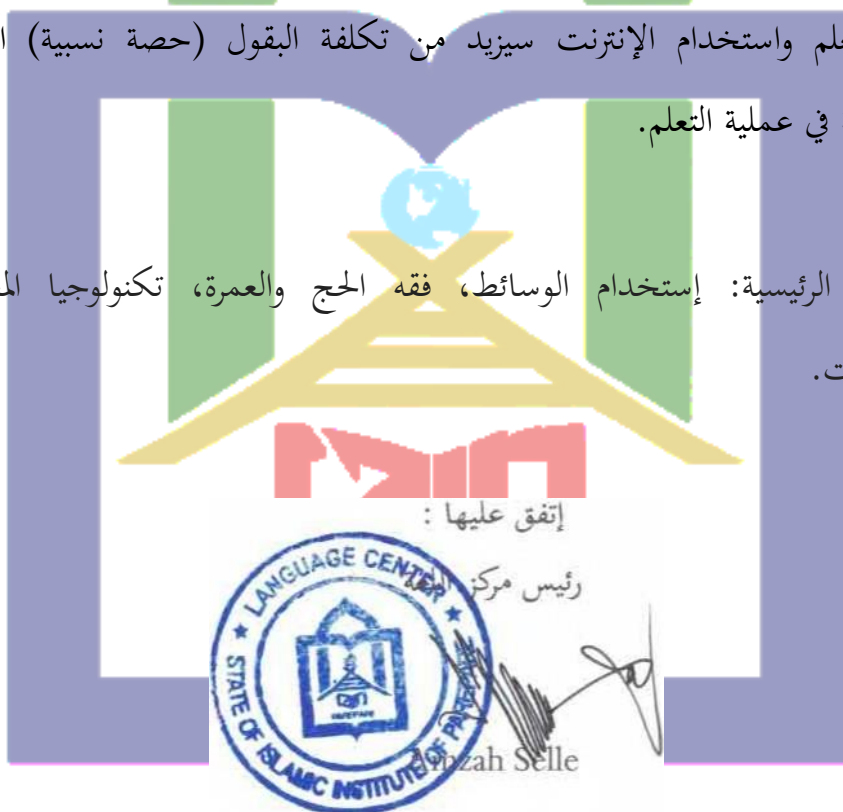 علم واستخدام الإنترنت سيزيد من تكلفة البقول (حصة نسبية)
في عملية التعلم.
الرئيسية: إستخدام الوسائط، فقه الحج والعمرة، تكنولوجيا
ت.
إتفق عليها :
رئيس مركز اللغة
LANGUAGE CENTER
STATE OF ISLAMIC INSTITUTE OF
Selle